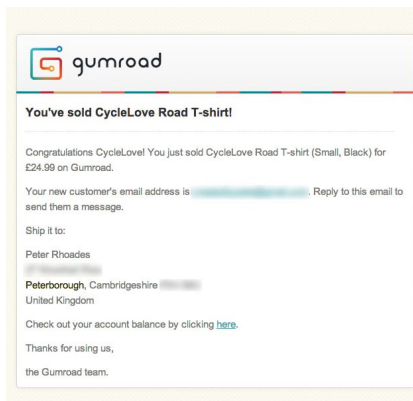 gumroad
You've sold CycleLove Road T-shirt!
Congratulations CycleLove! You just sold CycleLove Road T-shirt (Small, Black) for
£24.99 on Gumroad.
Your new customer's email address is . Reply to this email to
send them a message.
Ship it to:
Peter Rhoades
Peterborough, Cambridgeshire
United Kingdom
Check out your account balance by clicking here.
Thanks for using us,
the Gumroad team.